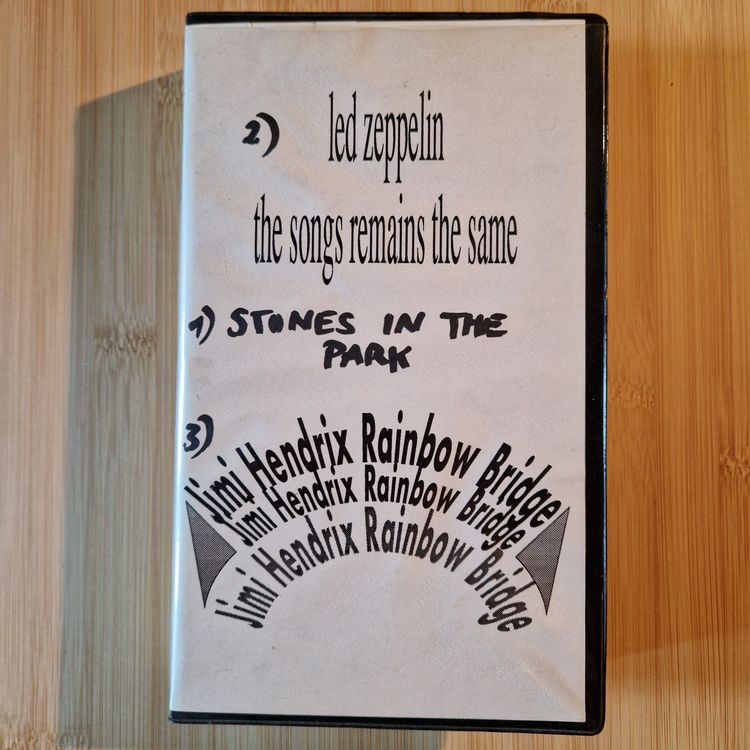 2) led zeppelin
the songs remains the same
1) STONES IN THE
PARK
3)
Jimi Hendrix Rainbow Bridge
Jimi Hendrix Rainbow Bridge
Jimi Hendrix Rainbow Bridge